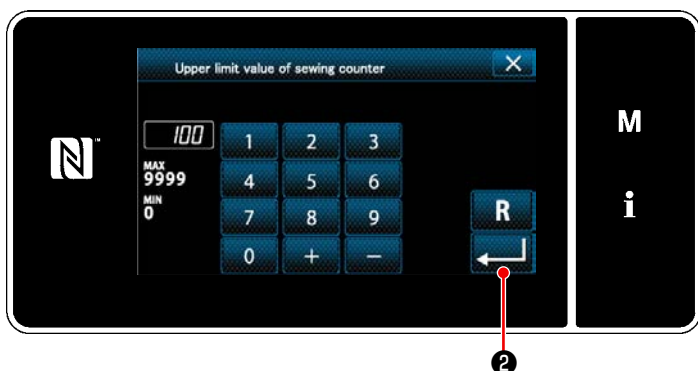 Upper limit value of sewing counter
100
MAX
9999
MIN
0
1 2 3
4 5 6
7 8 9
0 + −
R
N™
M
i
❷